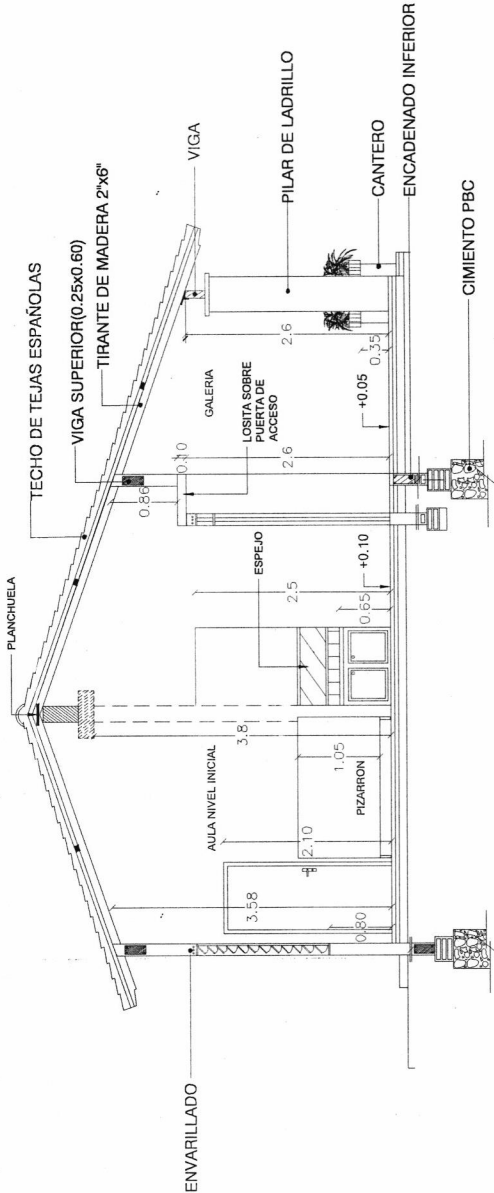 PLANCHUELA
TECHO DE TEJAS ESPAÑOLAS
VIGA SUPERIOR(0.25x0.60)
TIRANTE DE MADERA 2"x6"
VIGA
ENVARILLADO
AULA NIVEL INICIAL
3.58
0.80
2.10
3.8
1.05
PIZARRON
ESPEJO
2.5
0.65
+0.10
0.86
0.10
LOSITA SOBRE
PUERTA DE
ACCESO
2.6
GALERIA
2.6
0.35
+0.05
PILAR DE LADRILLO
CANTERO
ENCADENADO INFERIOR
CIMIENTO PBC